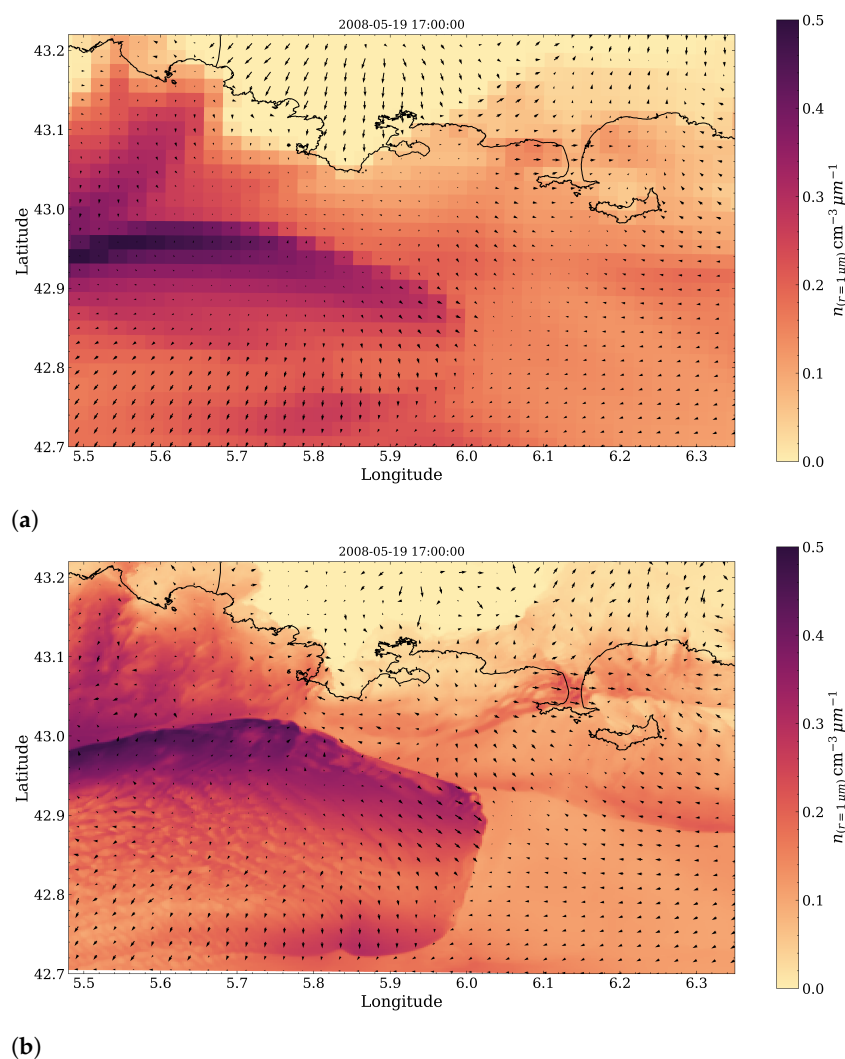 2008-05-19 17:00:00
43.2
43.1
43.0
42.9
42.8
42.7
Latitude
5.5 5.6 5.7 5.8 5.9 6.0 6.1 6.2 6.3
Longitude
0.5
0.4
0.3
0.2
0.1
0.0
n(r = 1 μm) cm−3 μm−1
(a)
2008-05-19 17:00:00
43.2
43.1
43.0
42.9
42.8
42.7
Latitude
5.5 5.6 5.7 5.8 5.9 6.0 6.1 6.2 6.3
Longitude
0.5
0.4
0.3
0.2
0.1
0.0
n(r = 1 μm) cm−3 μm−1
(b)